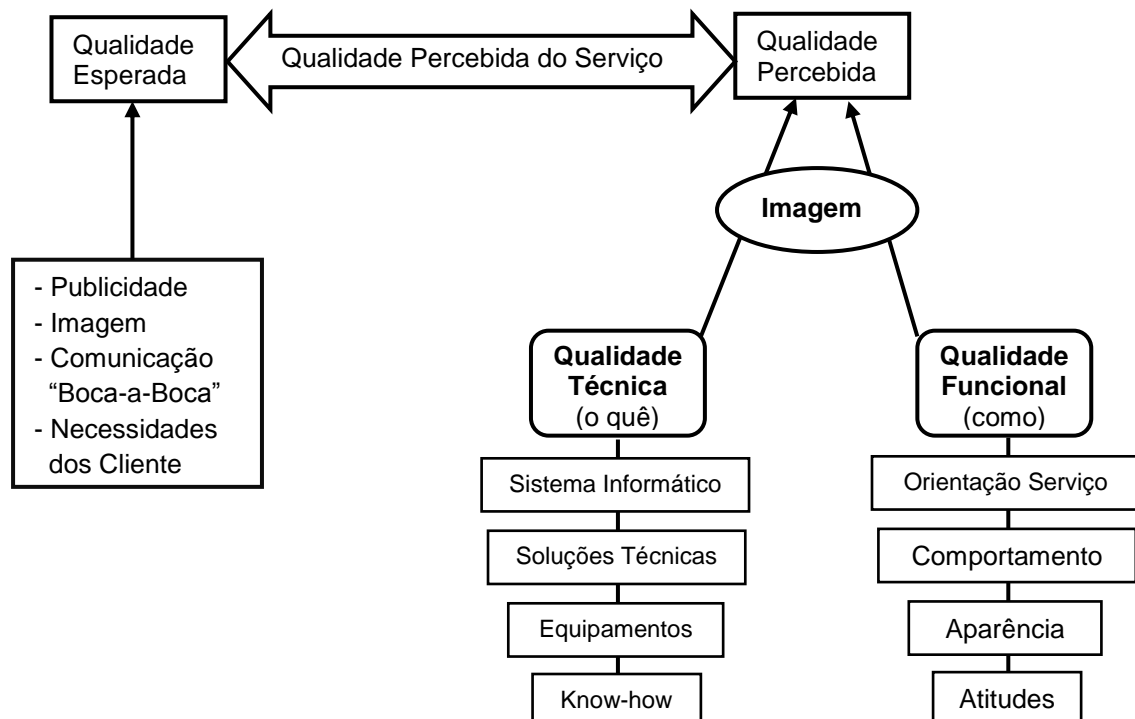 Qualidade
Esperada
Qualidade Percebida do Serviço
Qualidade
Percebida
Imagem
- Publicidade
- Imagem
- Comunicação
“Boca-a-Boca”
- Necessidades
dos Cliente
Qualidade
Técnica
(o quê)
Sistema Informático
Soluções Técnicas
Equipamentos
Know-how
Qualidade
Funcional
(como)
Orientação Serviço
Comportamento
Aparência
Atitudes